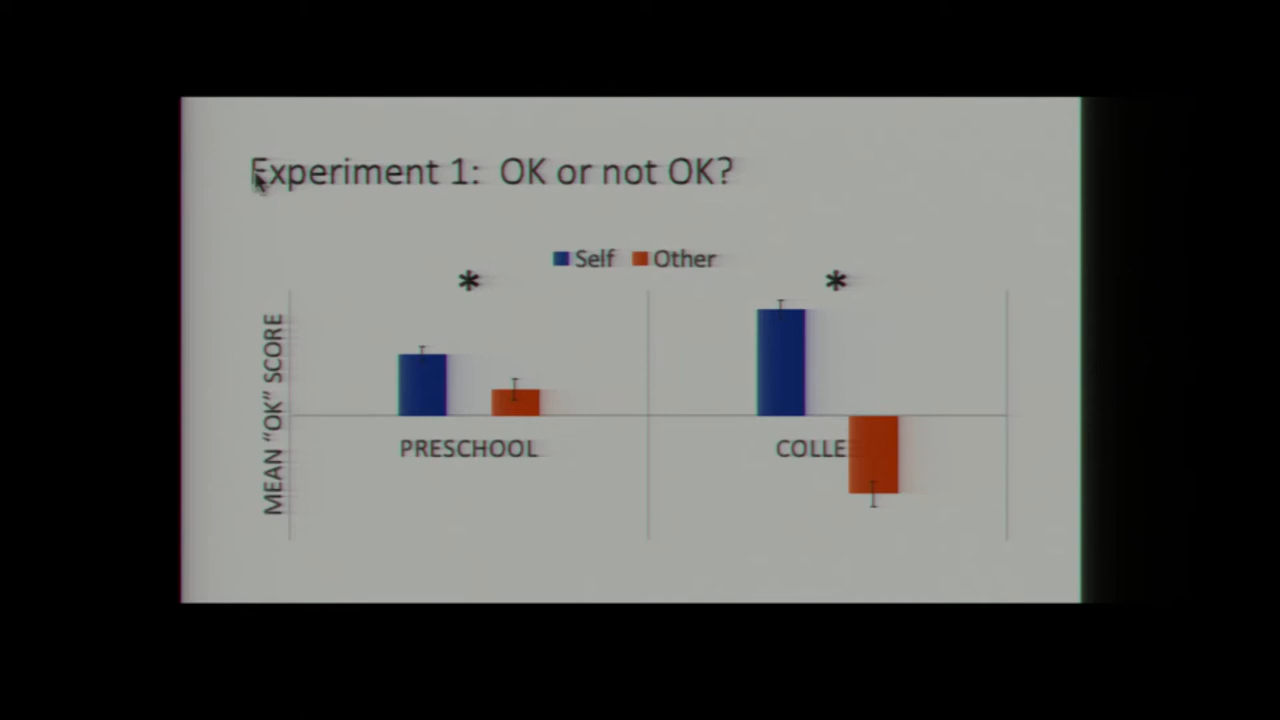 Experiment 1: OK or not OK?
Self Other
* *
MEAN "OK" SCORE
PRESCHOOL
COLLE